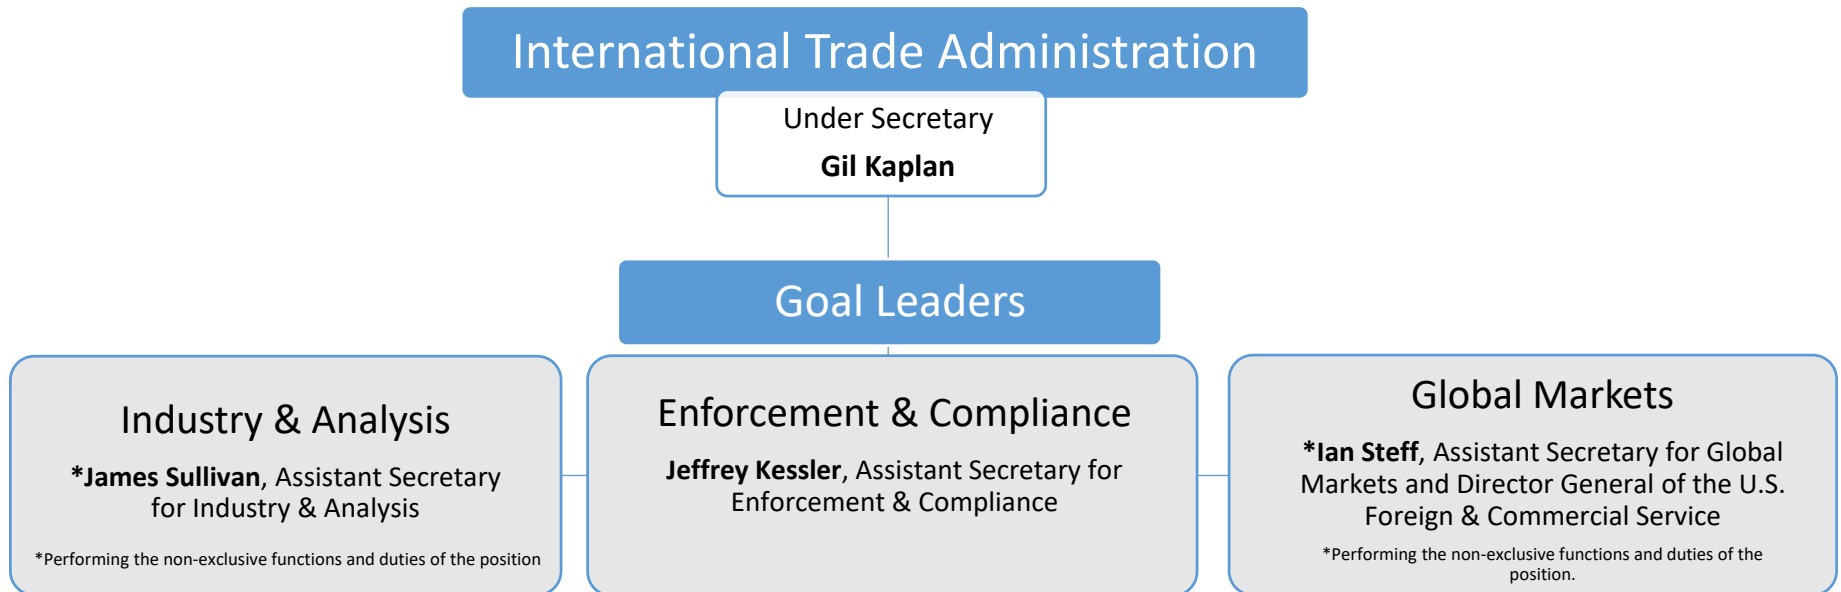 International Trade Administration
Under Secretary
Gil Kaplan
Goal Leaders
Industry & Analysis
*James Sullivan, Assistant Secretary
for Industry & Analysis
*Performing the non-exclusive functions and duties of the position
Enforcement & Compliance
Jeffrey Kessler, Assistant Secretary for
Enforcement & Compliance
Global Markets
*Ian Steff, Assistant Secretary for Global
Markets and Director General of the U.S.
Foreign & Commercial Service
*Performing the non-exclusive functions and duties of the
position.